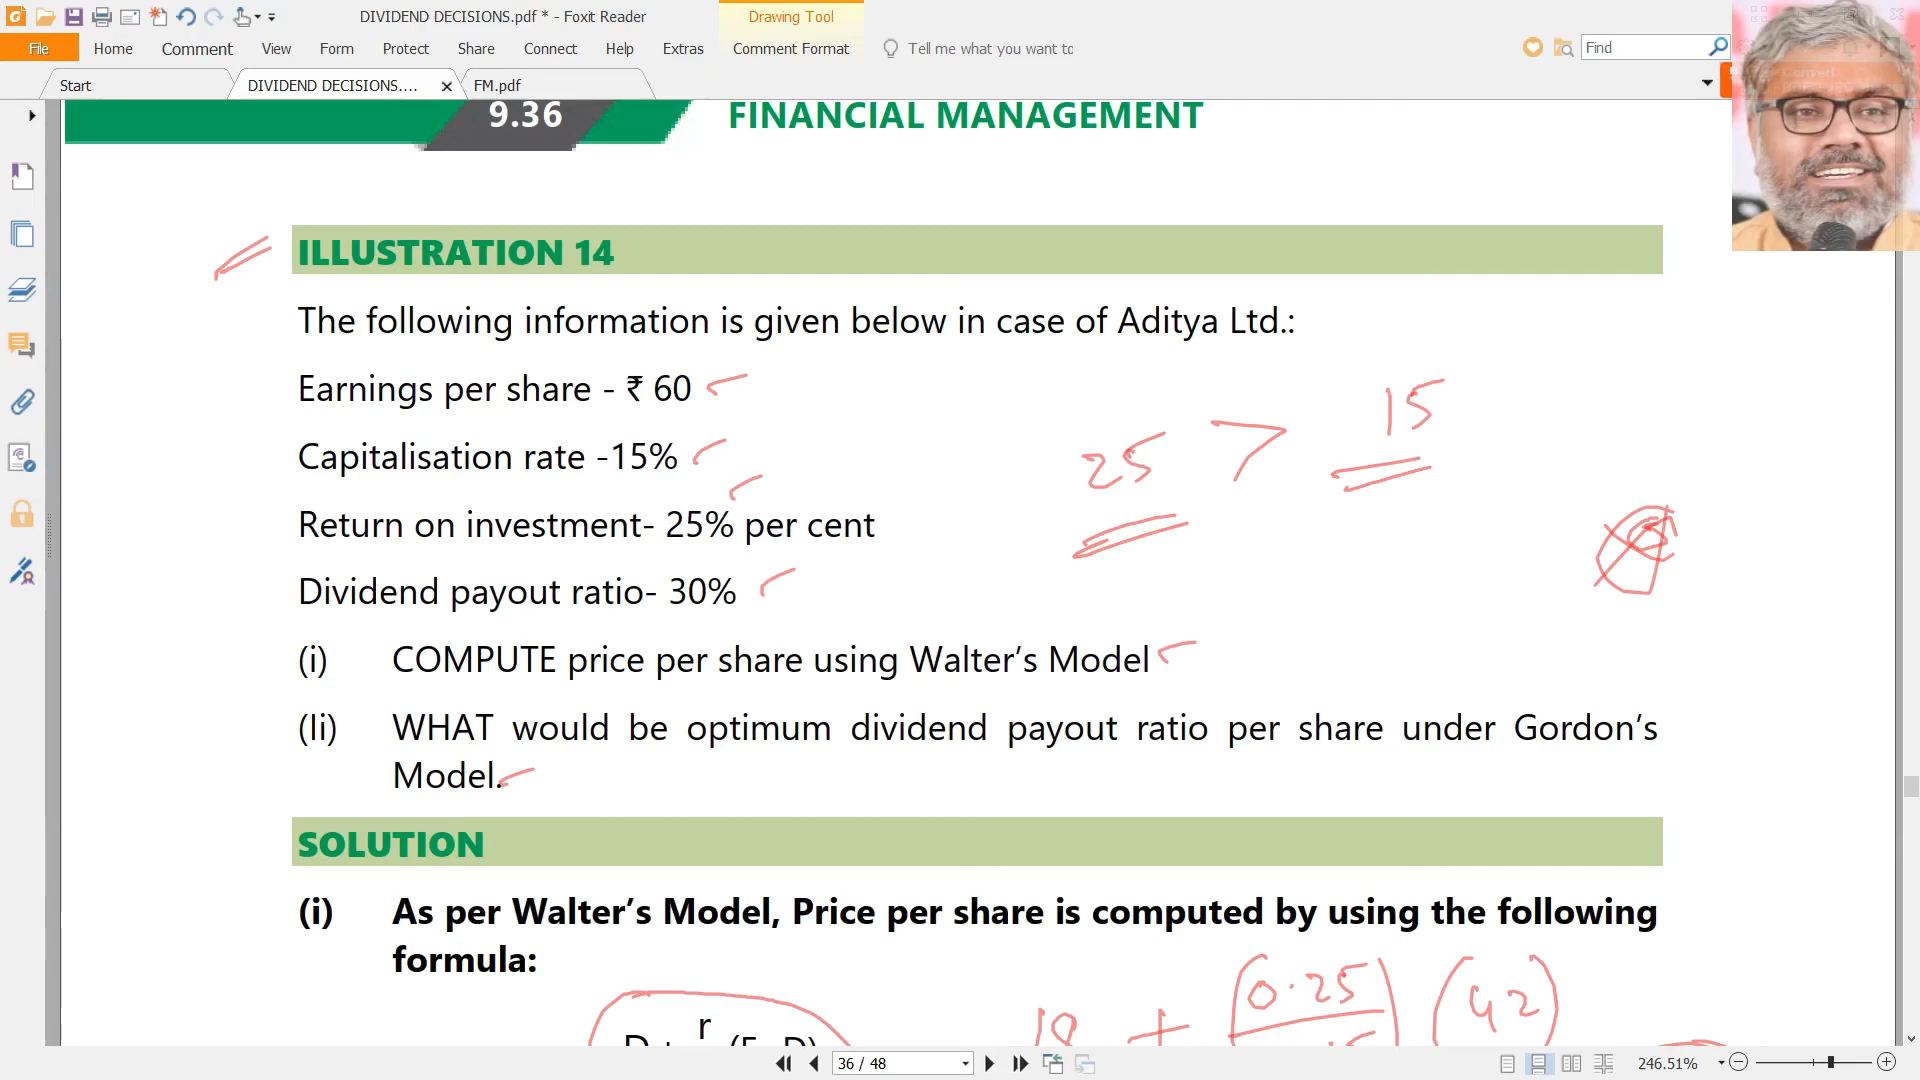 DIVIDEND DECISIONS.pdf * - Foxit Reader
Drawing Tool
File Home Comment View Form Protect Share Connect Help Extras Comment Format Tell me what you want to Find
Start DIVIDEND DECISIONS.... FM.pdf
9.36 FINANCIAL MANAGEMENT
ILLUSTRATION 14
The following information is given below in case of Aditya Ltd.:
Earnings per share - ₹ 60
15
Capitalisation rate -15%
25 >
Return on investment- 25% per cent
Dividend payout ratio- 30%
(i) COMPUTE price per share using Walter's Model
(Ii) WHAT would be optimum dividend payout ratio per share under Gordon's
Model.
SOLUTION
(i) As per Walter's Model, Price per share is computed by using the following
formula:
0.25 (42)
r
18 +
36 / 48 246.51%